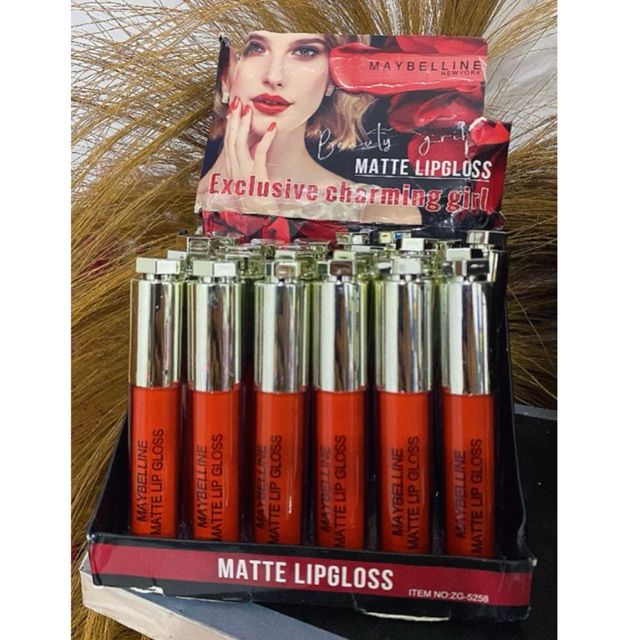 MAYBELLINE
NEW YORK
Beauty girl
MATTE LIPGLOSS
Exclusive charming girl
MAYBELLINE
MATTE LIP GLOSS
MAYBELLINE
MATTE LIP GLOSS
MAYBELLINE
MATTE LIP GLOSS
MAYBELLINE
MATTE LIP GLOSS
MAYBELLINE
MATTE LIP GLOSS
MAYBELLINE
MATTE LIP GLOSS
MATTE LIPGLOSS
ITEM NO:ZG-5258